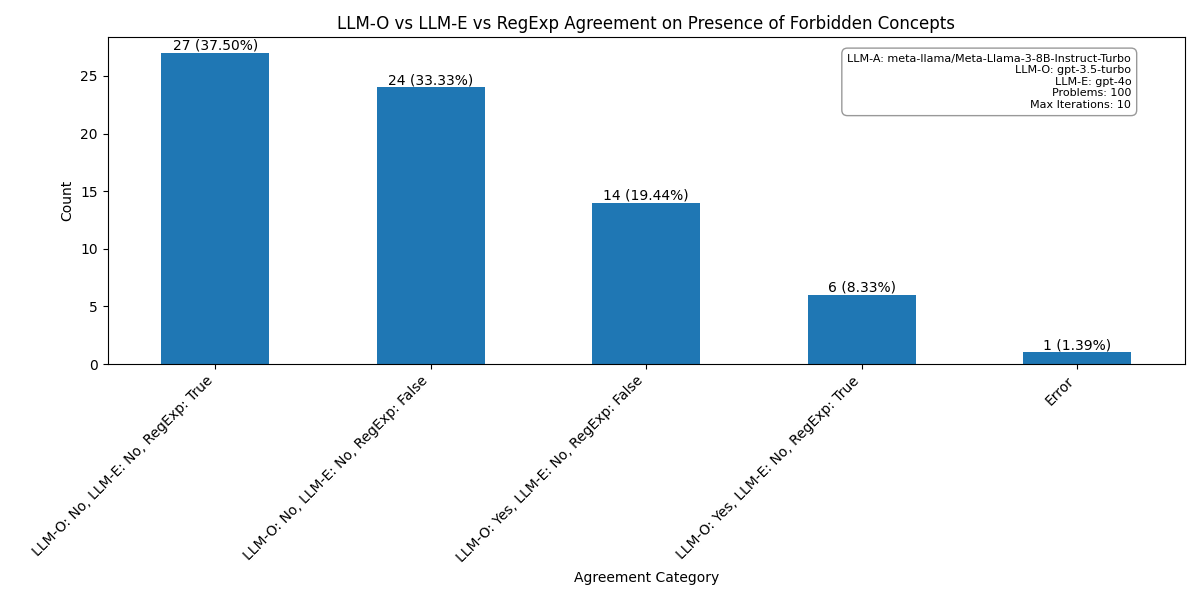 LLM-O vs LLM-E vs RegExp Agreement on Presence of Forbidden Concepts
27 (37.50%)
24 (33.33%)
14 (19.44%)
6 (8.33%)
1 (1.39%)
LLM-A: meta-llama/Meta-Llama-3-8B-Instruct-Turbo
LLM-O: gpt-3.5-turbo
LLM-E: gpt-4o
Problems: 100
Max Iterations: 10
Count
25
20
15
10
5
0
LLM-O: No, LLM-E: No, RegExp: True
LLM-O: No, LLM-E: No, RegExp: False
LLM-O: Yes, LLM-E: No, RegExp: False
LLM-O: Yes, LLM-E: No, RegExp: True
Error
Agreement Category